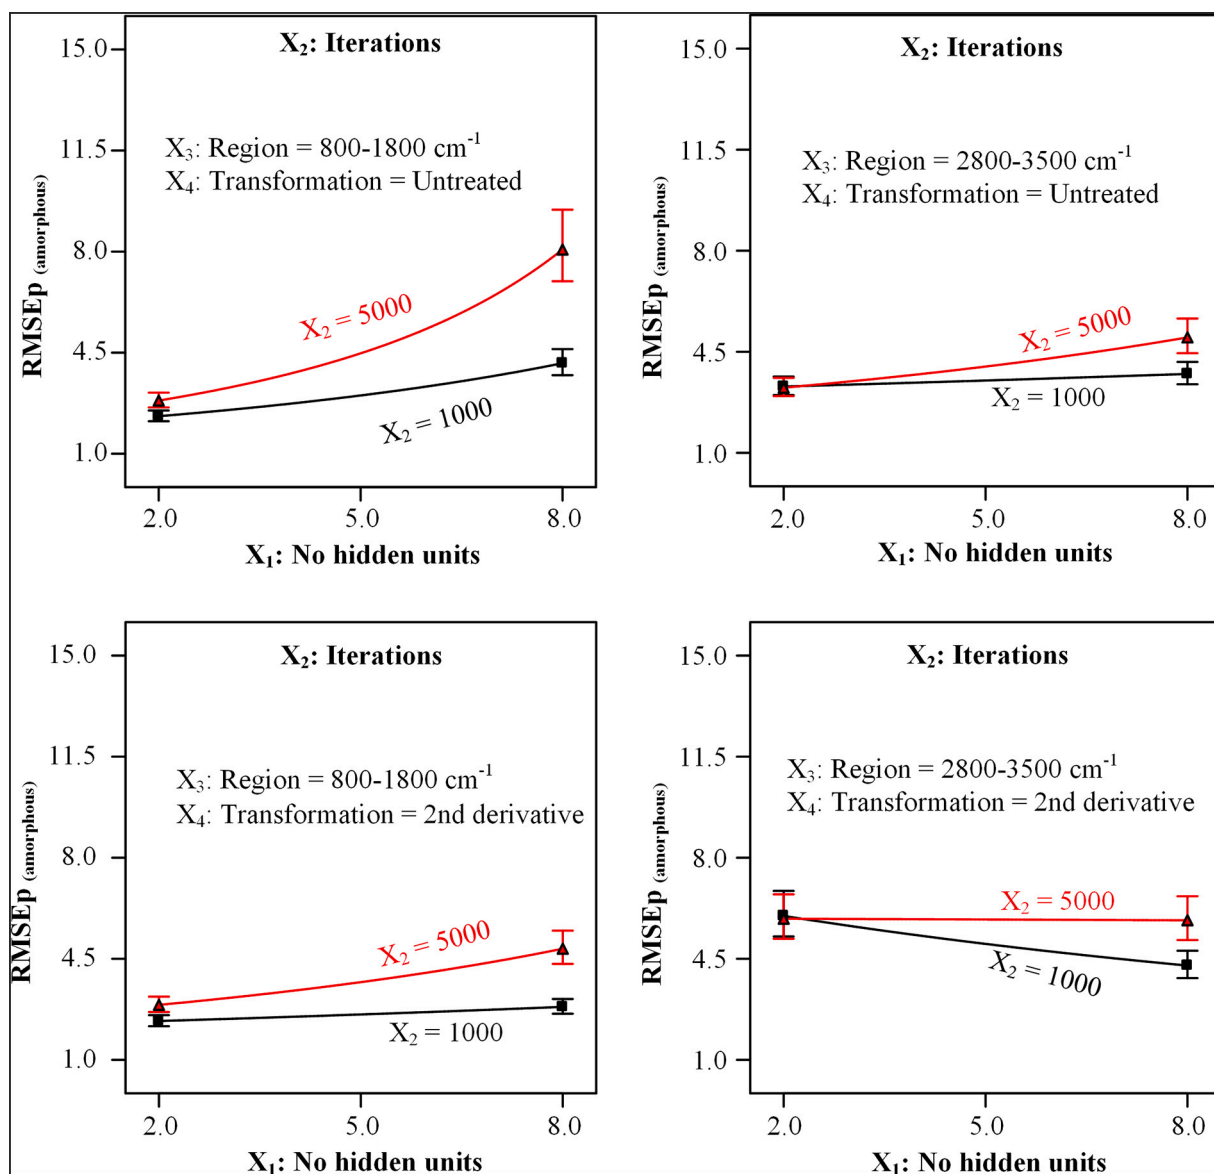 X₂: Iterations
15.0
11.5
8.0
4.5
1.0
RMSEp (amorphous)
X₃: Region = 800-1800 cm⁻¹
X₄: Transformation = Untreated
X₂ = 5000
X₂ = 1000
2.0 5.0 8.0
X₁: No hidden units
X₂: Iterations
15.0
11.5
8.0
4.5
1.0
RMSEp (amorphous)
X₃: Region = 2800-3500 cm⁻¹
X₄: Transformation = Untreated
X₂ = 5000
X₂ = 1000
2.0 5.0 8.0
X₁: No hidden units
X₂: Iterations
15.0
11.5
8.0
4.5
1.0
RMSEp (amorphous)
X₃: Region = 800-1800 cm⁻¹
X₄: Transformation = 2nd derivative
X₂ = 5000
X₂ = 1000
2.0 5.0 8.0
X₁: No hidden units
X₂: Iterations
15.0
11.5
8.0
4.5
1.0
RMSEp (amorphous)
X₃: Region = 2800-3500 cm⁻¹
X₄: Transformation = 2nd derivative
X₂ = 5000
X₂ = 1000
2.0 5.0 8.0
X₁: No hidden units